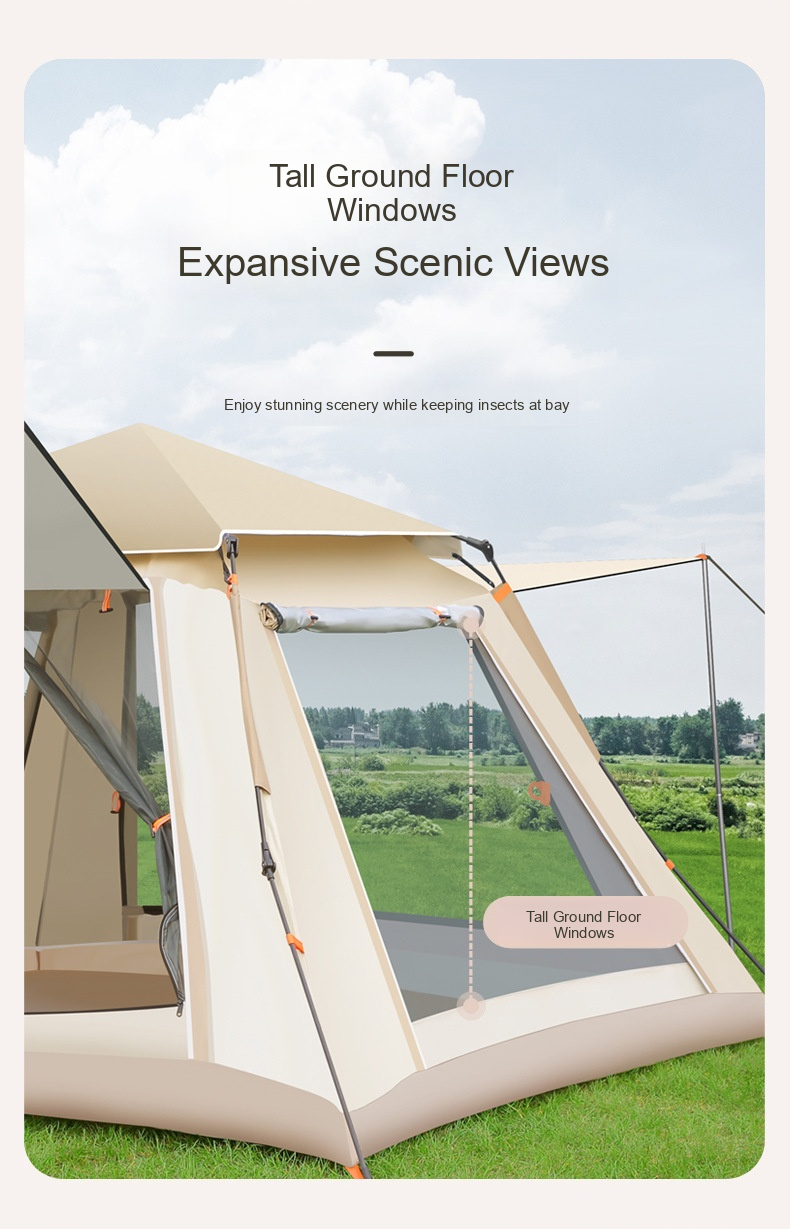 Tall Ground Floor
Windows
Expansive Scenic Views
Enjoy stunning scenery while keeping insects at bay
Tall Ground Floor
Windows